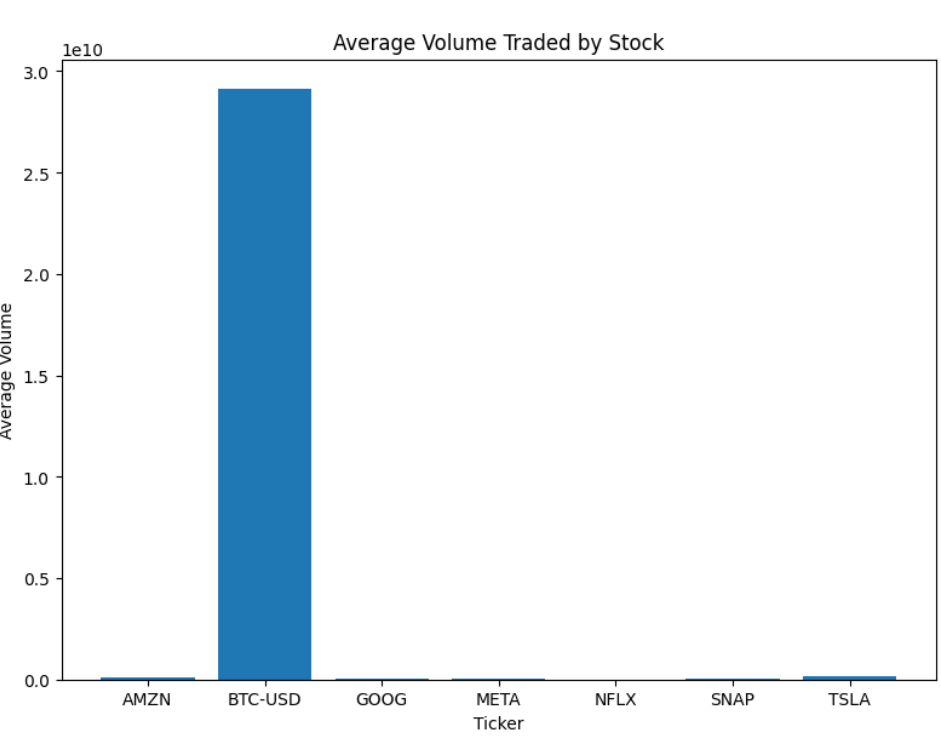 Average Volume Traded by Stock
1e10
3.0
2.5
2.0
1.5
1.0
0.5
0.0
Average Volume
AMZN BTC-USD GOOG META NFLX SNAP TSLA
Ticker